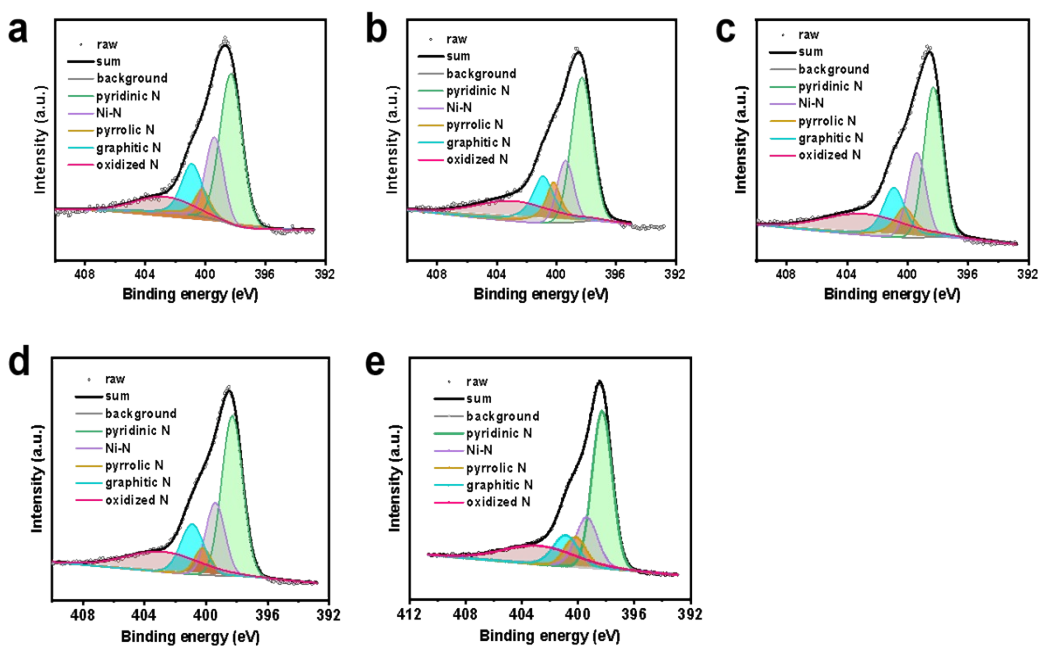 a
raw
sum
background
pyridinic N
Ni-N
pyrrolic N
graphitic N
oxidized N
Intensity (a.u.)
408 404 400 396 392
Binding energy (eV)
b
raw
sum
background
pyridinic N
Ni-N
pyrrolic N
graphitic N
oxidized N
Intensity (a.u.)
408 404 400 396 392
Binding energy (eV)
c
raw
sum
background
pyridinic N
Ni-N
pyrrolic N
graphitic N
oxidized N
Intensity (a.u.)
408 404 400 396 392
Binding energy (eV)
d
raw
sum
background
pyridinic N
Ni-N
pyrrolic N
graphitic N
oxidized N
Intensity (a.u.)
408 404 400 396 392
Binding energy (eV)
e
raw
sum
background
pyridinic N
Ni-N
pyrrolic N
graphitic N
oxidized N
Intensity (a.u.)
412 408 404 400 396 392
Binding energy (eV)